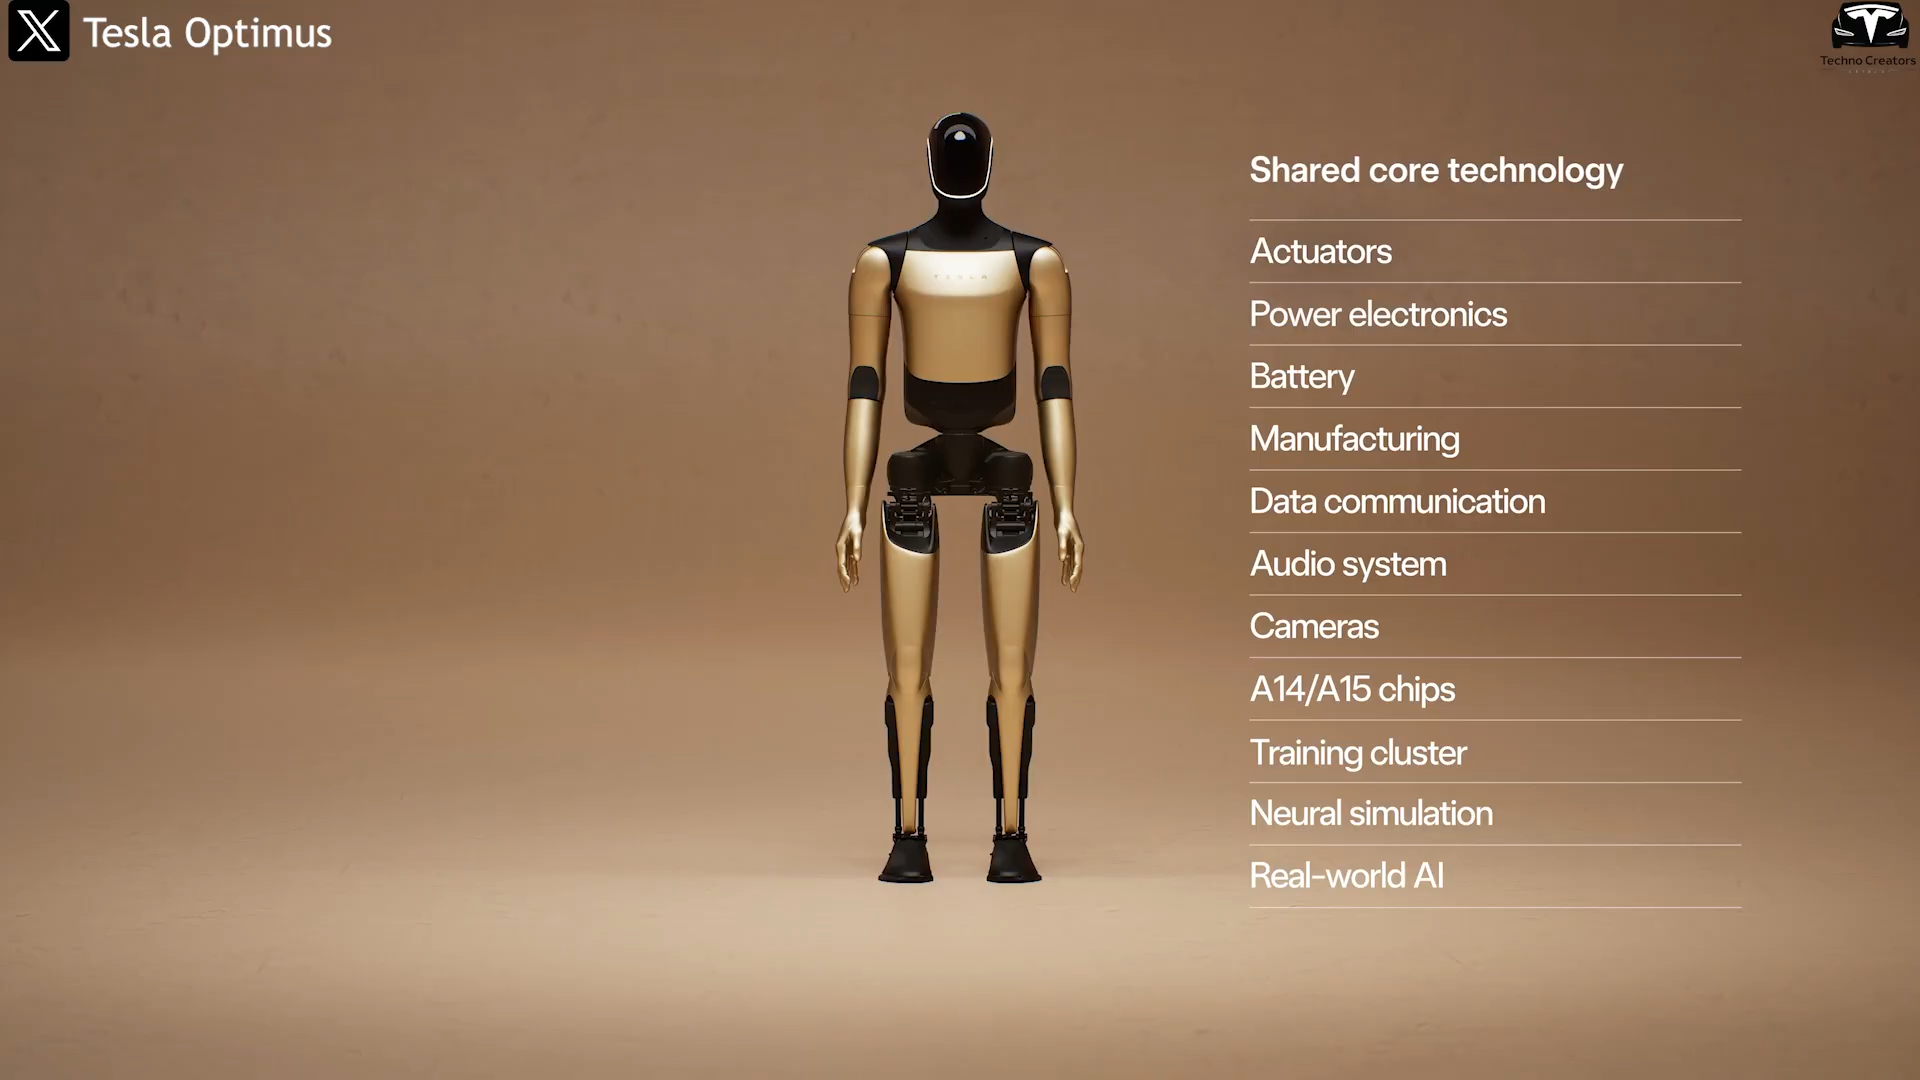 Tesla Optimus
Techno Creators
TESLA
Shared core technology
Actuators
Power electronics
Battery
Manufacturing
Data communication
Audio system
Cameras
A14/A15 chips
Training cluster
Neural simulation
Real-world AI